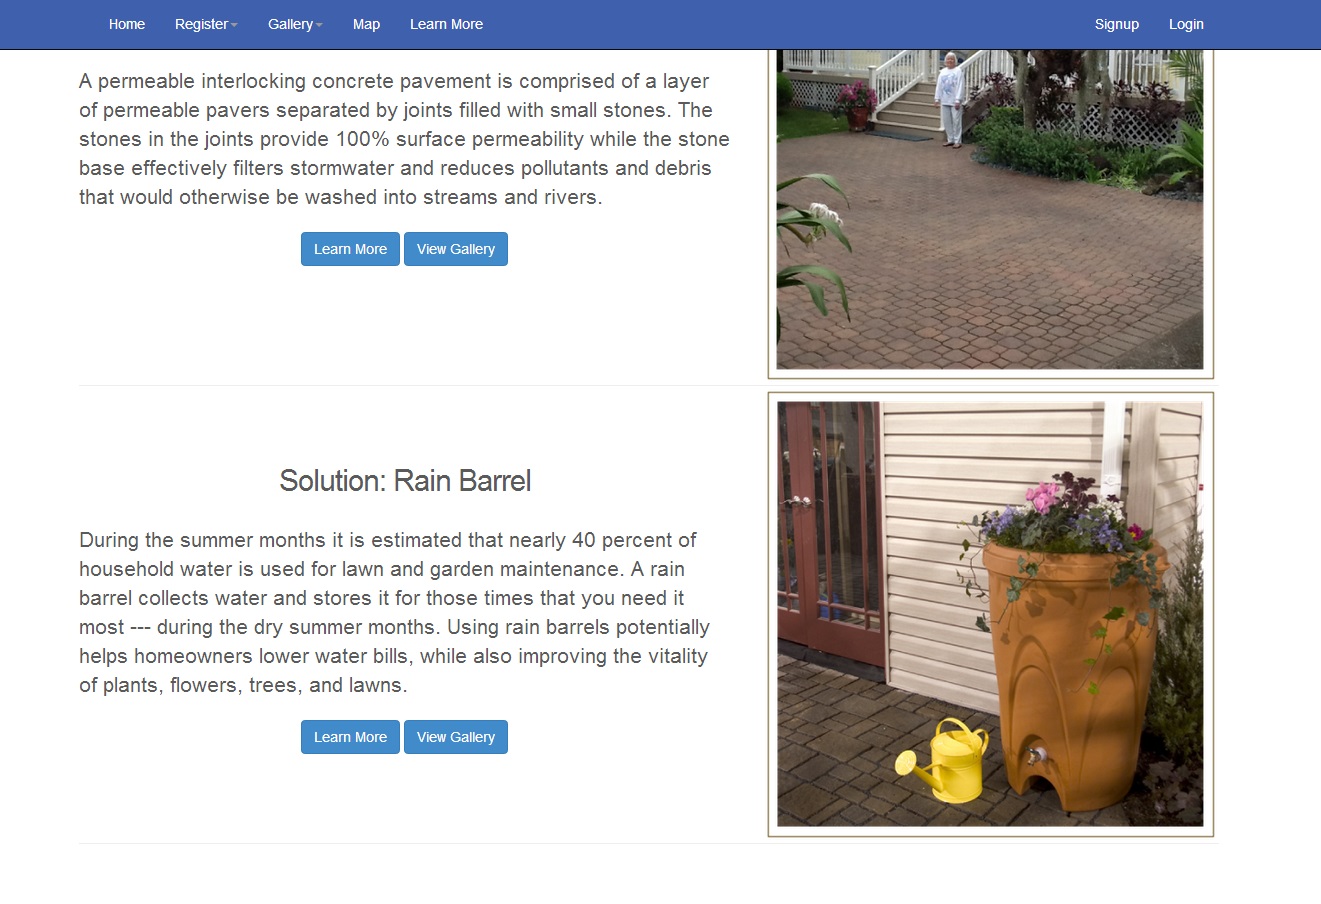 Home Register Gallery Map Learn More Signup Login
A permeable interlocking concrete pavement is comprised of a layer
of permeable pavers separated by joints filled with small stones. The
stones in the joints provide 100% surface permeability while the stone
base effectively filters stormwater and reduces pollutants and debris
that would otherwise be washed into streams and rivers.
Learn More View Gallery
Solution: Rain Barrel
During the summer months it is estimated that nearly 40 percent of
household water is used for lawn and garden maintenance. A rain
barrel collects water and stores it for those times that you need it
most --- during the dry summer months. Using rain barrels potentially
helps homeowners lower water bills, while also improving the vitality
of plants, flowers, trees, and lawns.
Learn More View Gallery